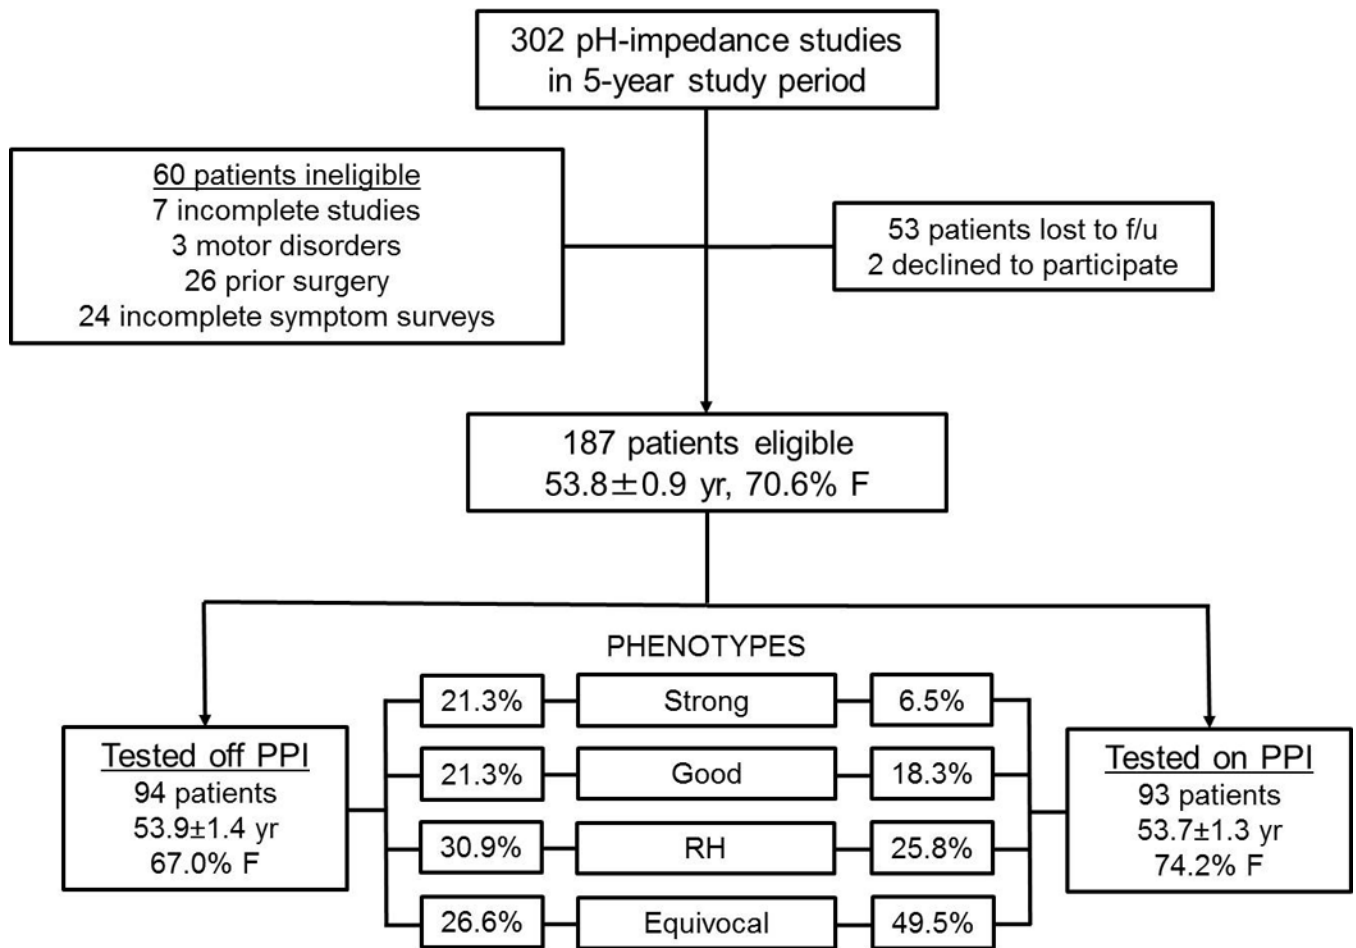 302 pH-impedance studies
in 5-year study period
60 patients ineligible
7 incomplete studies
3 motor disorders
26 prior surgery
24 incomplete symptom surveys
53 patients lost to f/u
2 declined to participate
187 patients eligible
53.8±0.9 yr, 70.6% F
PHENOTYPES
21.3% Strong 6.5%
21.3% Good 18.3%
30.9% RH 25.8%
26.6% Equivocal 49.5%
Tested off PPI
94 patients
53.9±1.4 yr
67.0% F
Tested on PPI
93 patients
53.7±1.3 yr
74.2% F